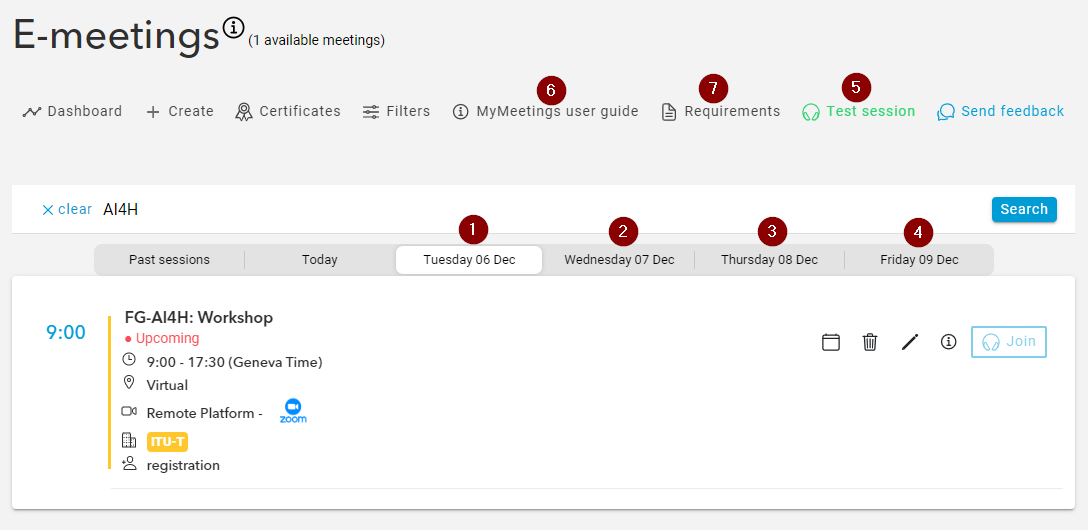 E-meetings (1 available meetings)
6 7 5
Dashboard Create Certificates Filters MyMeetings user guide Requirements Test session Send feedback
clear AI4H Search
1 2 3 4
Past sessions Today Tuesday 06 Dec Wednesday 07 Dec Thursday 08 Dec Friday 09 Dec
FG-AI4H: Workshop
9:00
Upcoming
9:00 - 17:30 (Geneva Time)
Join
Virtual
Remote Platform - zoom
ITU-T
registration